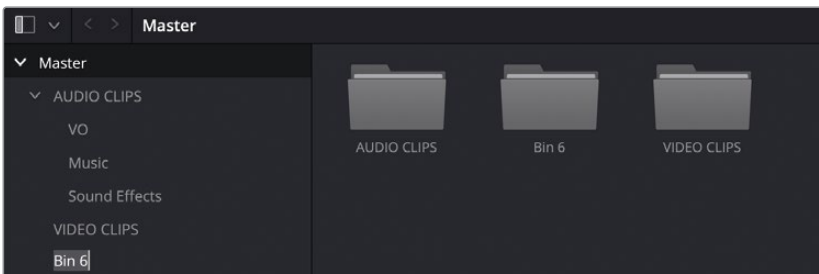 Master
Master
AUDIO CLIPS
VO
Music
Sound Effects
VIDEO CLIPS
Bin 6
AUDIO CLIPS
Bin 6
VIDEO CLIPS